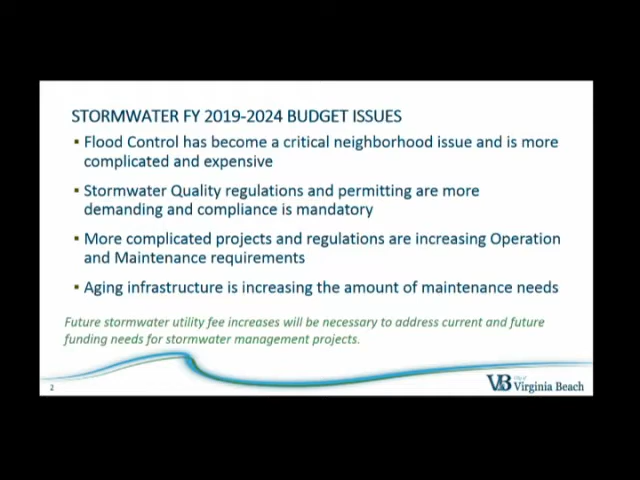 STORMWATER FY 2019-2024 BUDGET ISSUES
▪ Flood Control has become a critical neighborhood issue and is more
complicated and expensive
▪ Stormwater Quality regulations and permitting are more
demanding and compliance is mandatory
▪ More complicated projects and regulations are increasing Operation
and Maintenance requirements
▪ Aging infrastructure is increasing the amount of maintenance needs
Future stormwater utility fee increases will be necessary to address current and future
funding needs for stormwater management projects.
2
VB City of
Virginia Beach